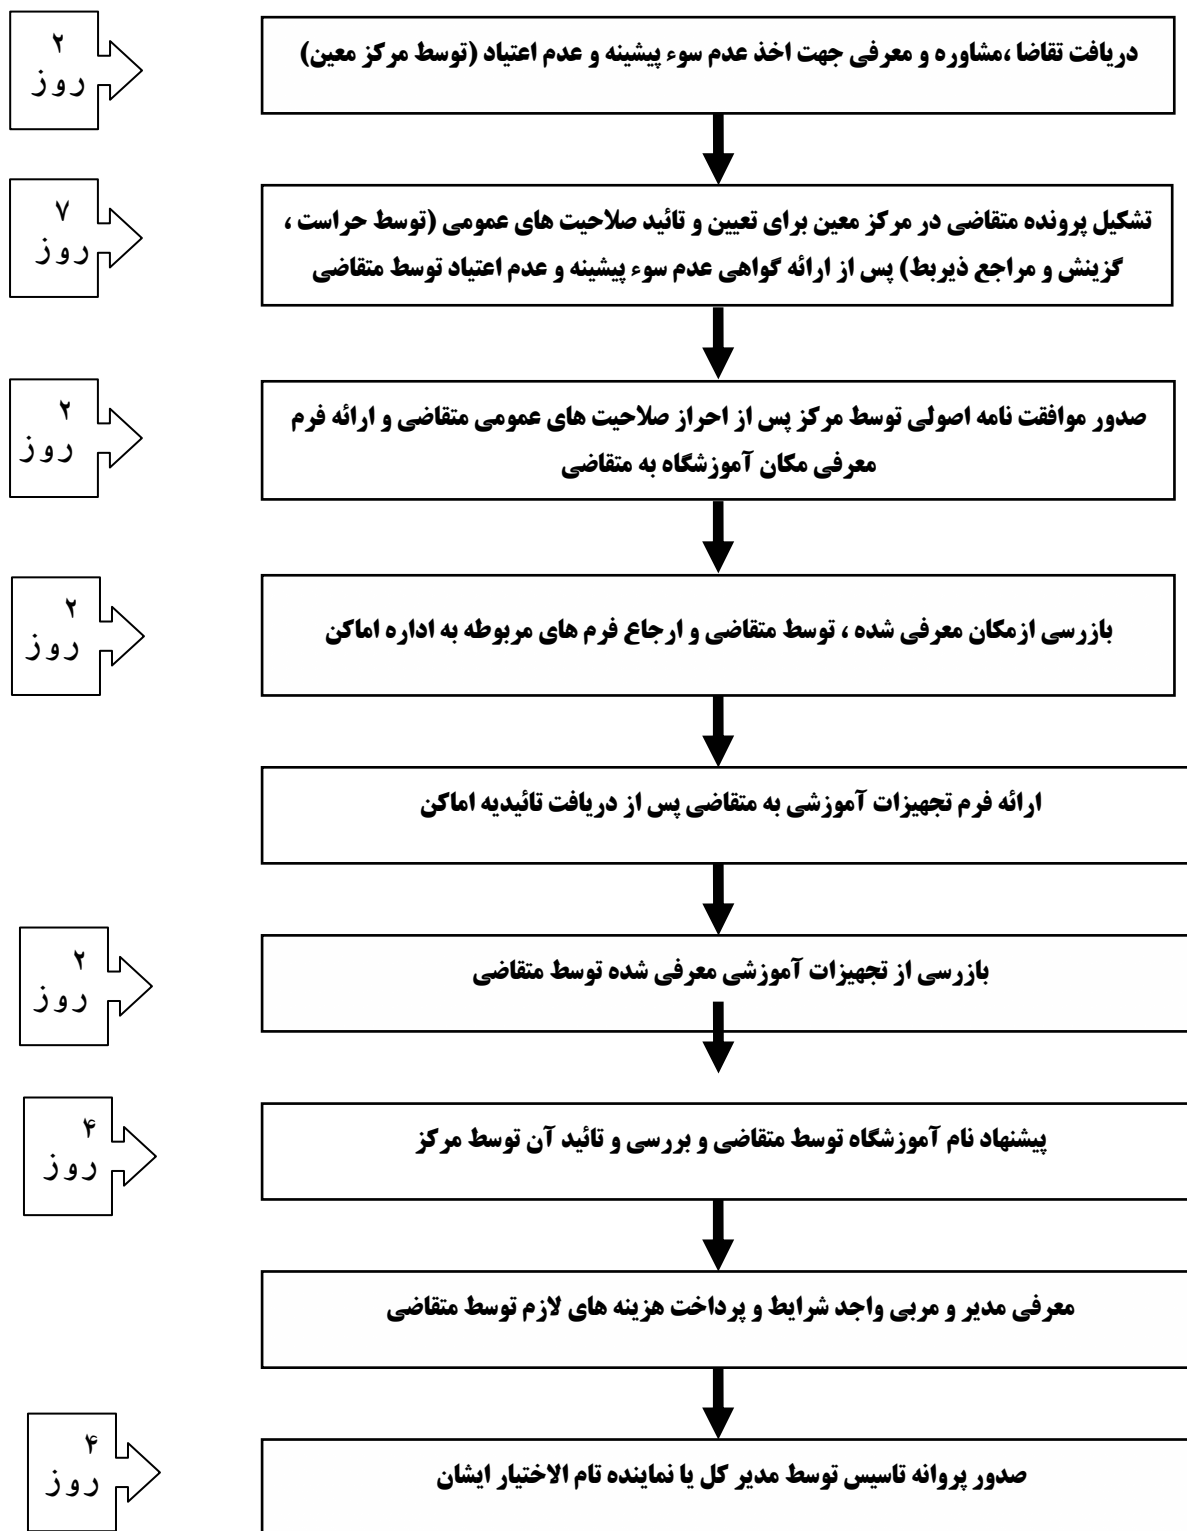 دریافت تقاضا ،مشاوره و معرفی جهت اخذ عدم سوء پیشینه و عدم اعتیاد (توسط مرکز معین)
۲
روز
تشکیل پرونده متقاضی در مرکز معین برای تعیین و تائید صلاحیت های عمومی (توسط حراست ،
گزینش و مراجع ذیربط) پس از ارائه گواهی عدم سوء پیشینه و عدم اعتیاد توسط متقاضی
۷
روز
صدور موافقت نامه اصولی توسط مرکز پس از احراز صلاحیت های عمومی متقاضی و ارائه فرم
معرفی مکان آموزشگاه به متقاضی
۲
روز
بازرسی ازمکان معرفی شده ، توسط متقاضی و ارجاع فرم های مربوطه به اداره اماکن
۲
روز
ارائه فرم تجهیزات آموزشی به متقاضی پس از دریافت تائیدیه اماکن
بازرسی از تجهیزات آموزشی معرفی شده توسط متقاضی
۲
روز
پیشنهاد نام آموزشگاه توسط متقاضی و بررسی و تائید آن توسط مرکز
۴
روز
معرفی مدیر و مربی واجد شرایط و پرداخت هزینه های لازم توسط متقاضی
صدور پروانه تاسیس توسط مدیر کل یا نماینده تام الاختیار ایشان
۴
روز